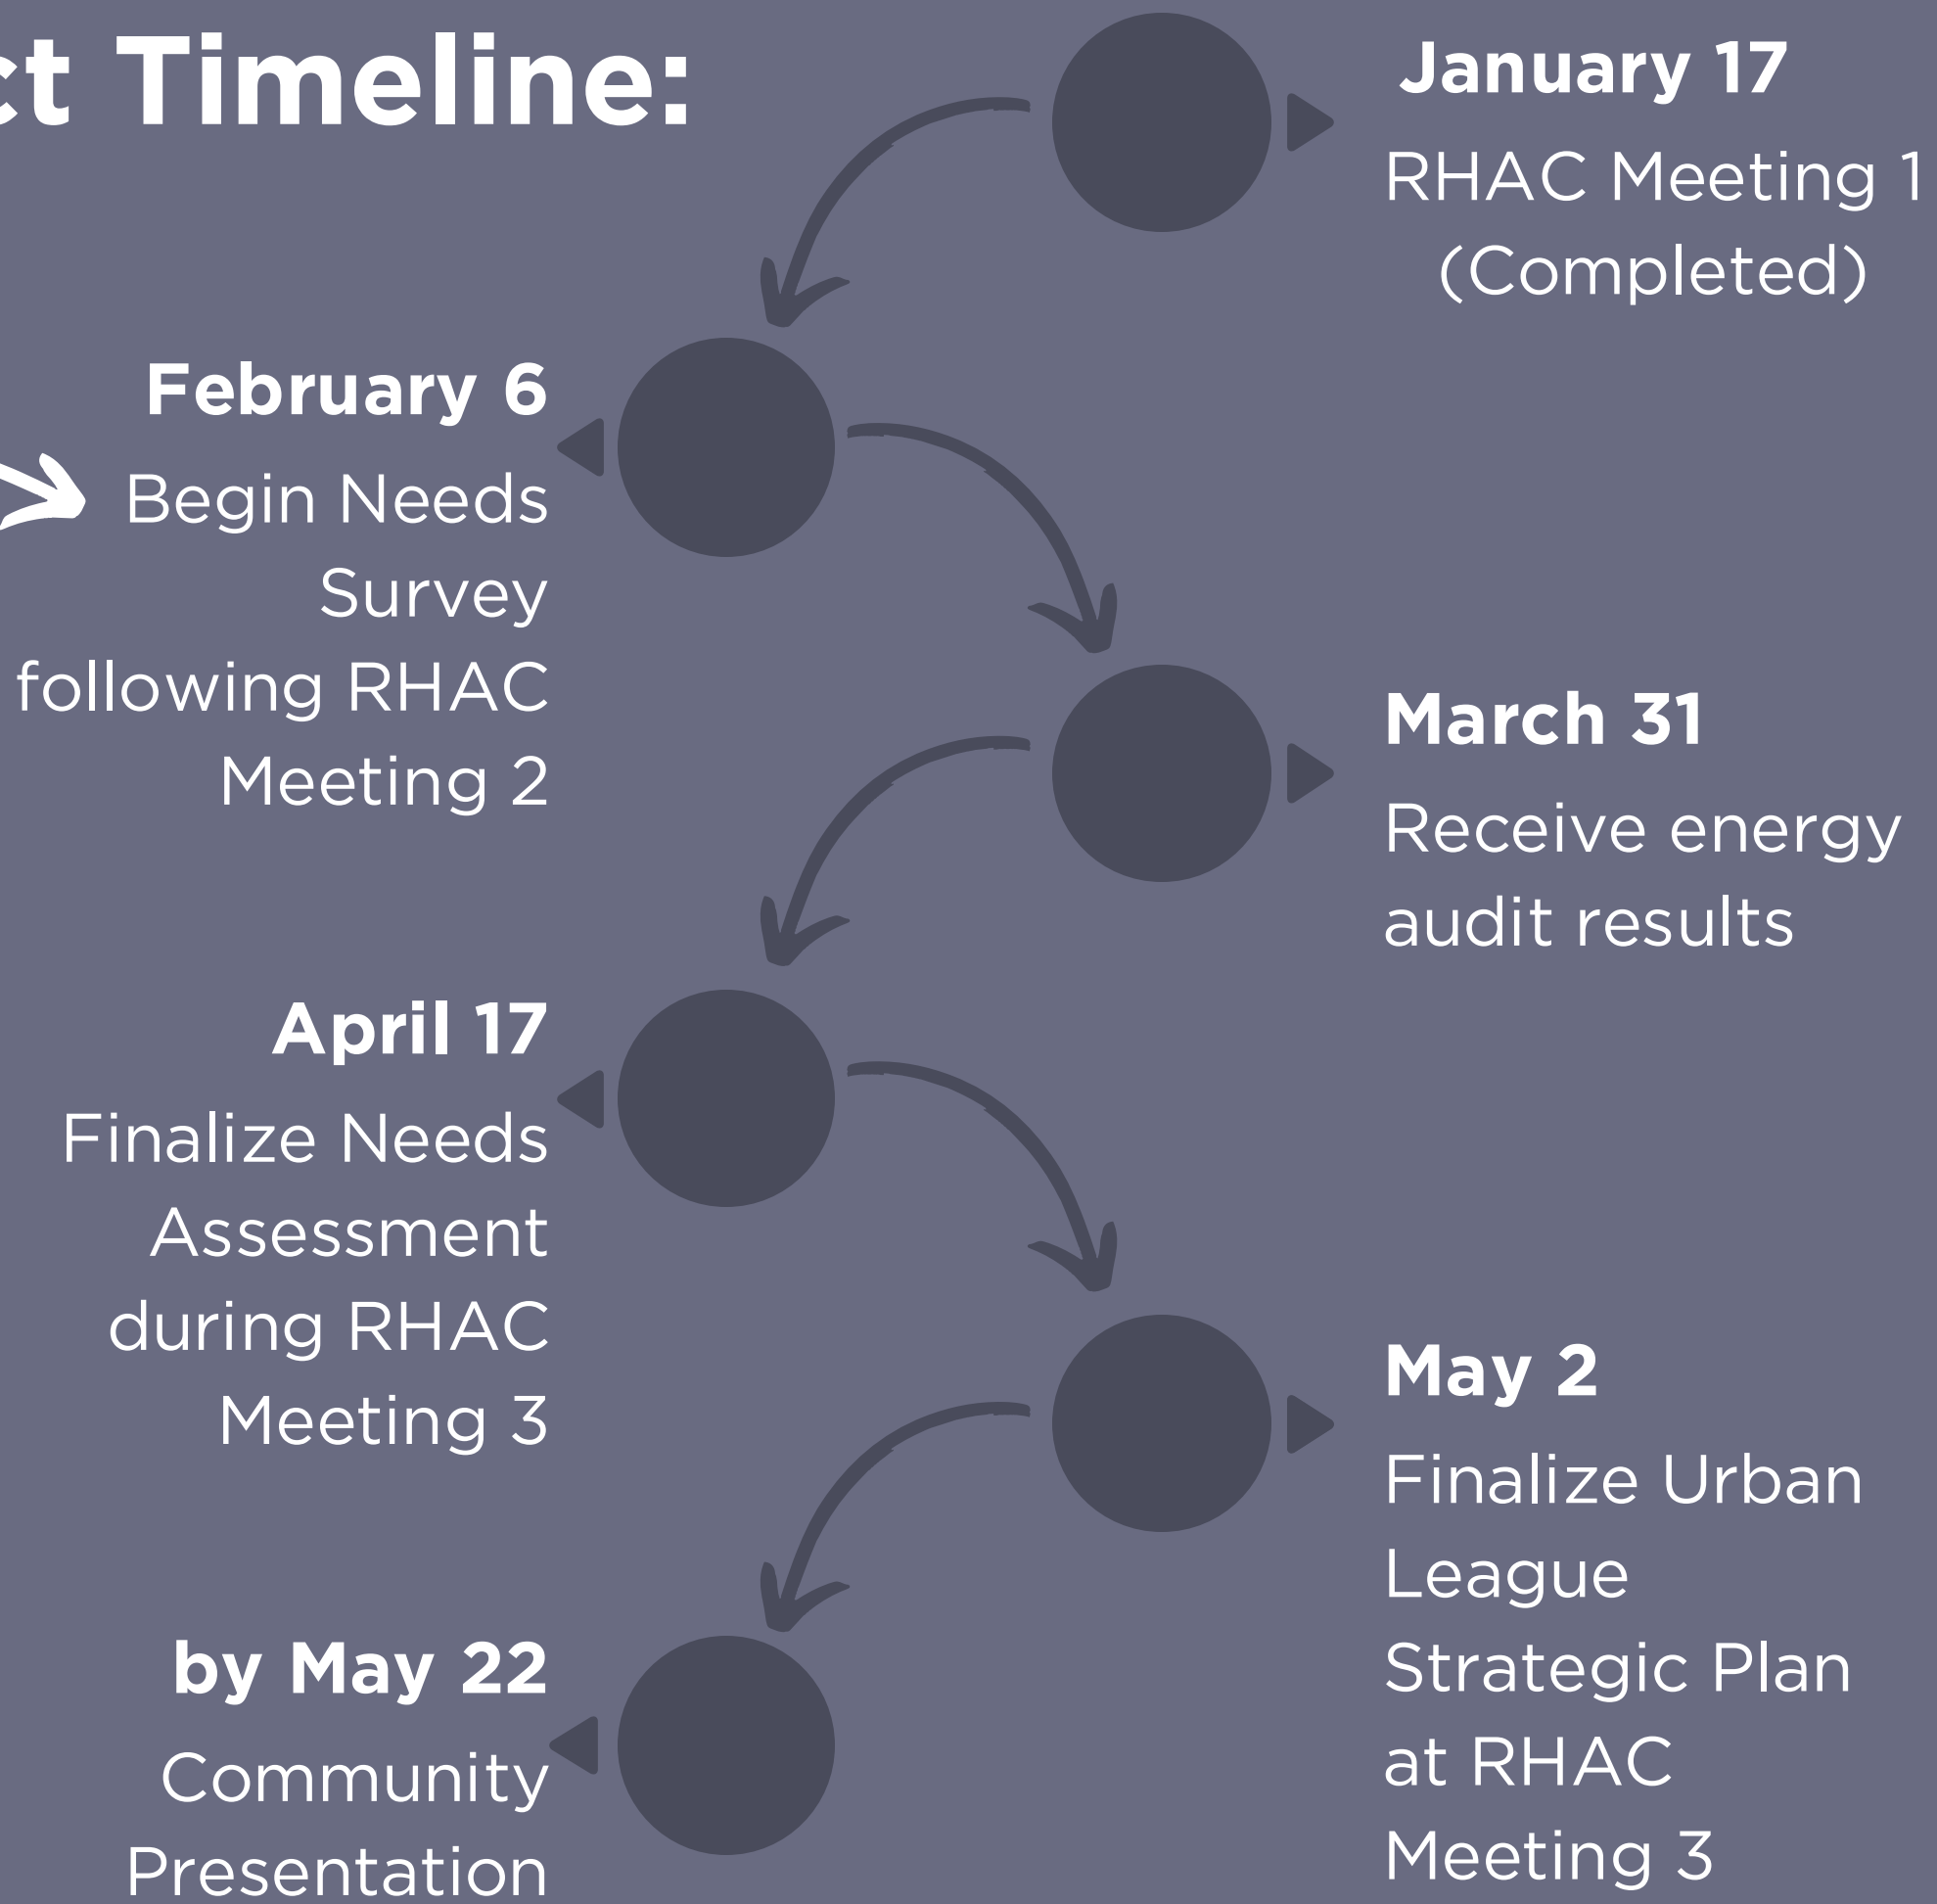 ct Timeline:
January 17
RHAC Meeting 1
(Completed)
February 6
Begin Needs
Survey
following RHAC
Meeting 2
March 31
Receive energy
audit results
April 17
Finalize Needs
Assessment
during RHAC
Meeting 3
May 2
Finalize Urban
League
Strategic Plan
at RHAC
Meeting 3
by May 22
Community
Presentation